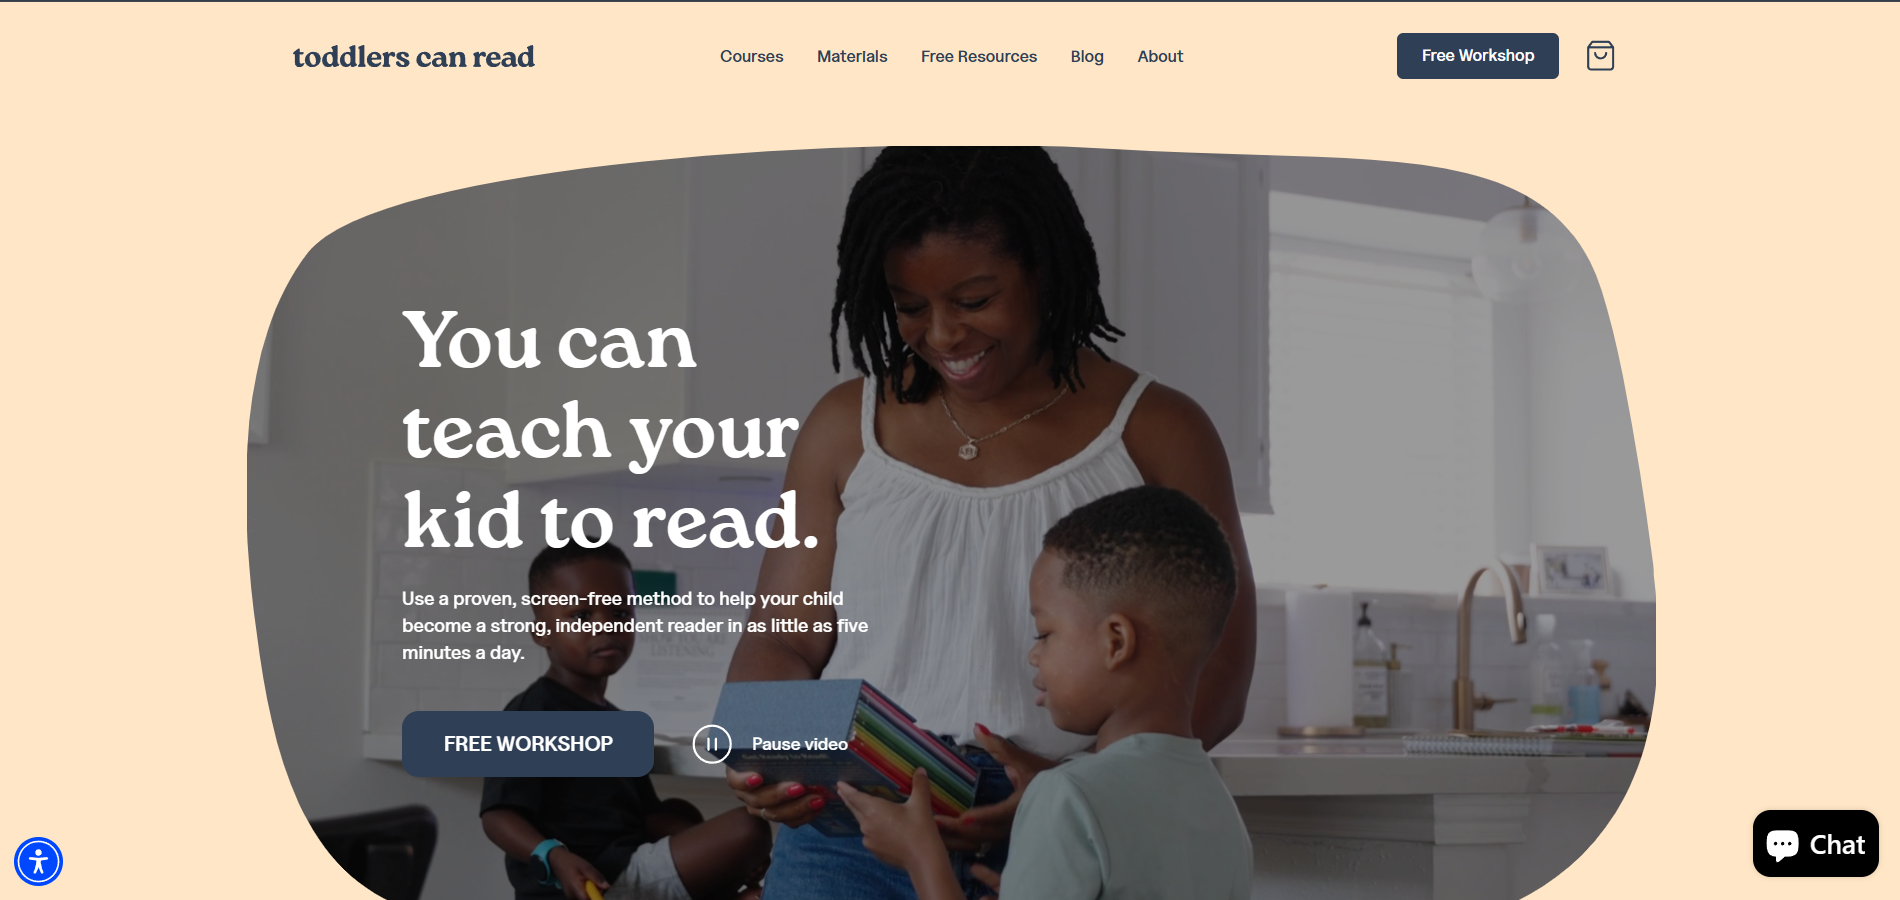 toddlers can read
Courses
Materials
Free Resources
Blog
About
Free Workshop
You can
teach your
kid to read.
Use a proven, screen-free method to help your child
become a strong, independent reader in as little as five
minutes a day.
FREE WORKSHOP
Pause video
Chat